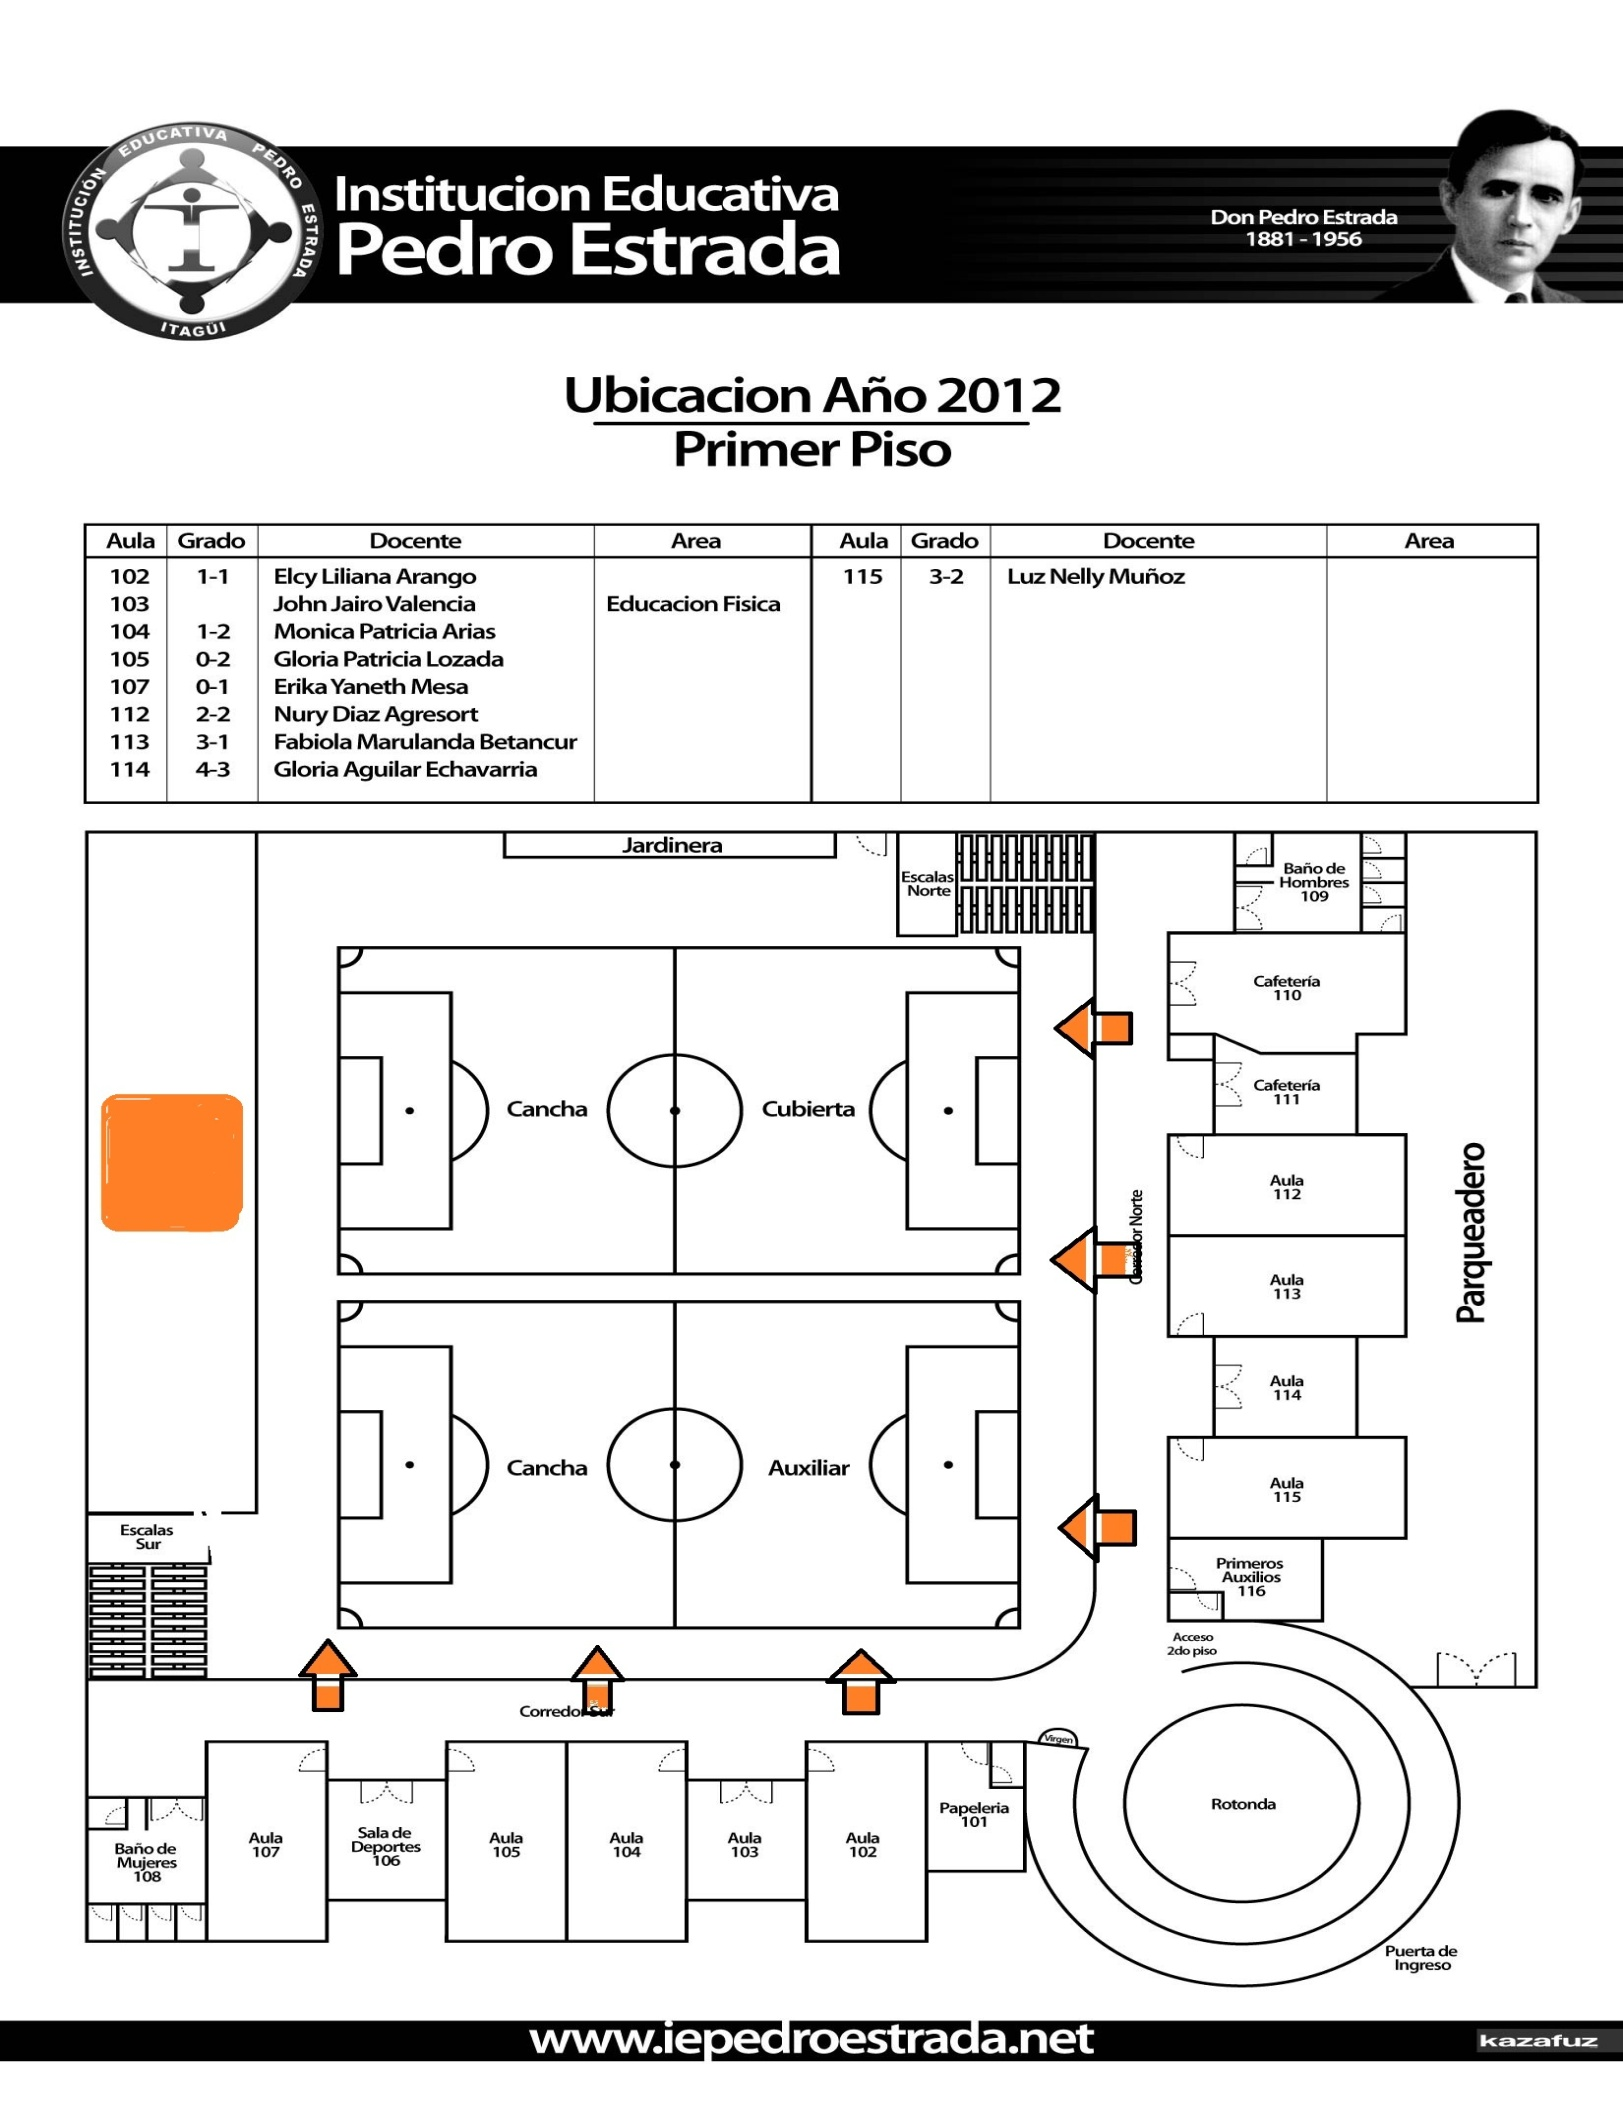 INSTITUCIÓN EDUCATIVA PEDRO ESTRADA
ITAGÜI
Institucion Educativa
Pedro Estrada
Don Pedro Estrada
1881 - 1956
Ubicacion Año 2012
Primer Piso
Aula Grado Docente Area Aula Grado Docente Area
102 1-1 Elcy Liliana Arango 115 3-2 Luz Nelly Muñoz
103 John Jairo Valencia Educacion Fisica
104 1-2 Monica Patricia Arias
105 0-2 Gloria Patricia Lozada
107 0-1 Erika Yaneth Mesa
112 2-2 Nury Diaz Agresort
113 3-1 Fabiola Marulanda Betancur
114 4-3 Gloria Aguilar Echavarria
Jardinera
Escalas
Norte
Baño de
Hombres
109
Cafetería
110
Cafetería
111
Cancha Cubierta
Aula
112
Corredor Norte
Parqueadero
Aula
113
Aula
114
Cancha Auxiliar
Aula
115
Escalas
Sur
Primeros
Auxilios
116
Acceso
2do piso
Corredor Sur
Virgen
Baño de
Mujeres
108
Aula
107
Sala de
Deportes
106
Aula
105
Aula
104
Aula
103
Aula
102
Papeleria
101
Rotonda
Puerta de
Ingreso
www.iepedroestrada.net
kazafuz